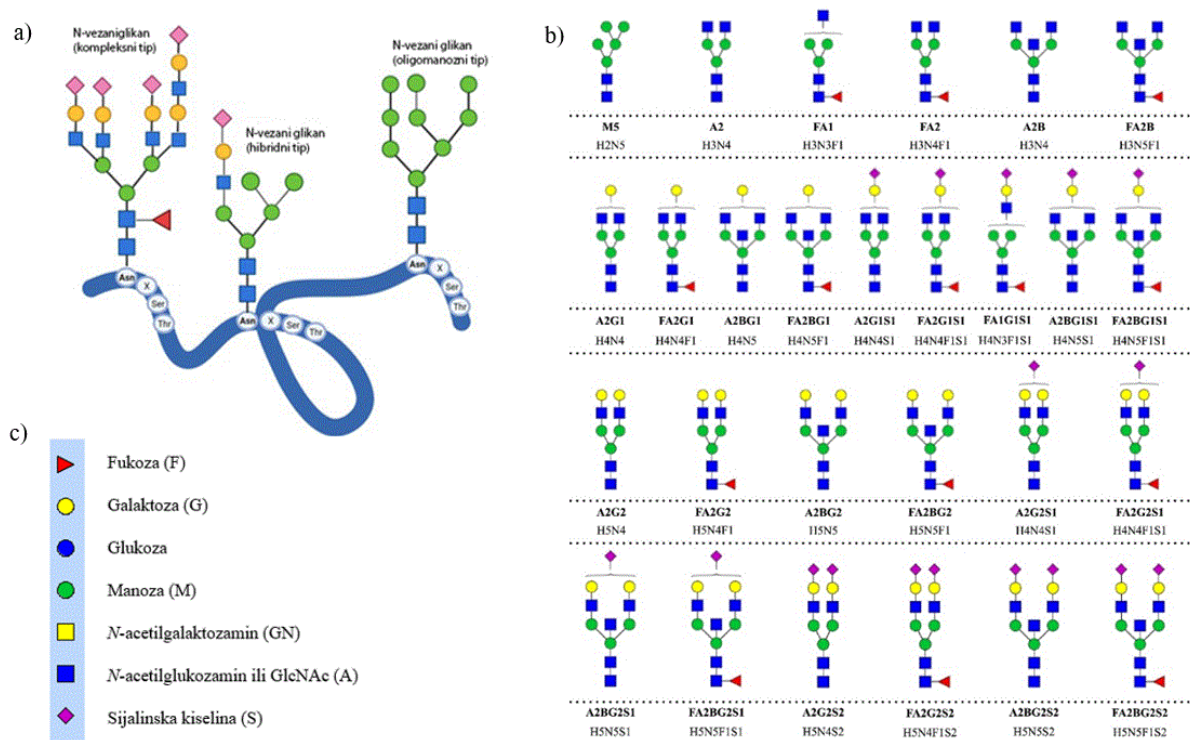 a)
N-vezaniglikan
(kompleksni tip)
N-vezani glikan
(hibridni tip)
N-vezani glikan
(oligomanozni tip)
Asn
X
Ser
Thr
Asn
X
Ser
Thr
Asn
X
Ser
Thr
b)
M5 A2 FA1 FA2 A2B FA2B
H2N5 H3N4 H3N3F1 H3N4F1 H3N4 H3N5F1
A2G1 FA2G1 A2BG1 FA2BG1 A2G1S1 FA2G1S1 FA1G1S1 A2BG1S1 FA2BG1S1
H4N4 H4N4F1 H4N5 H4N5F1 H4N4S1 H4N4F1S1 H4N3F1S1 H4N5S1 H4N5F1S1
A2G2 FA2G2 A2BG2 FA2BG2 A2G2S1 FA2G2S1
H5N4 H5N4F1 H5N5 H5N5F1 H4N4S1 H4N4F1S1
A2BG2S1 FA2BG2S1 A2G2S2 FA2G2S2 A2BG2S2 FA2BG2S2
H5N5S1 H5N5F1S1 H5N4S2 H5N4F1S2 H5N5S2 H5N5F1S2
c)
Fukoza (F)
Galaktoza (G)
Glukoza
Manoza (M)
N-acetilgalaktozamin (GN)
N-acetilglukozamin ili GlcNAc (A)
Sijalinska kiselina (S)